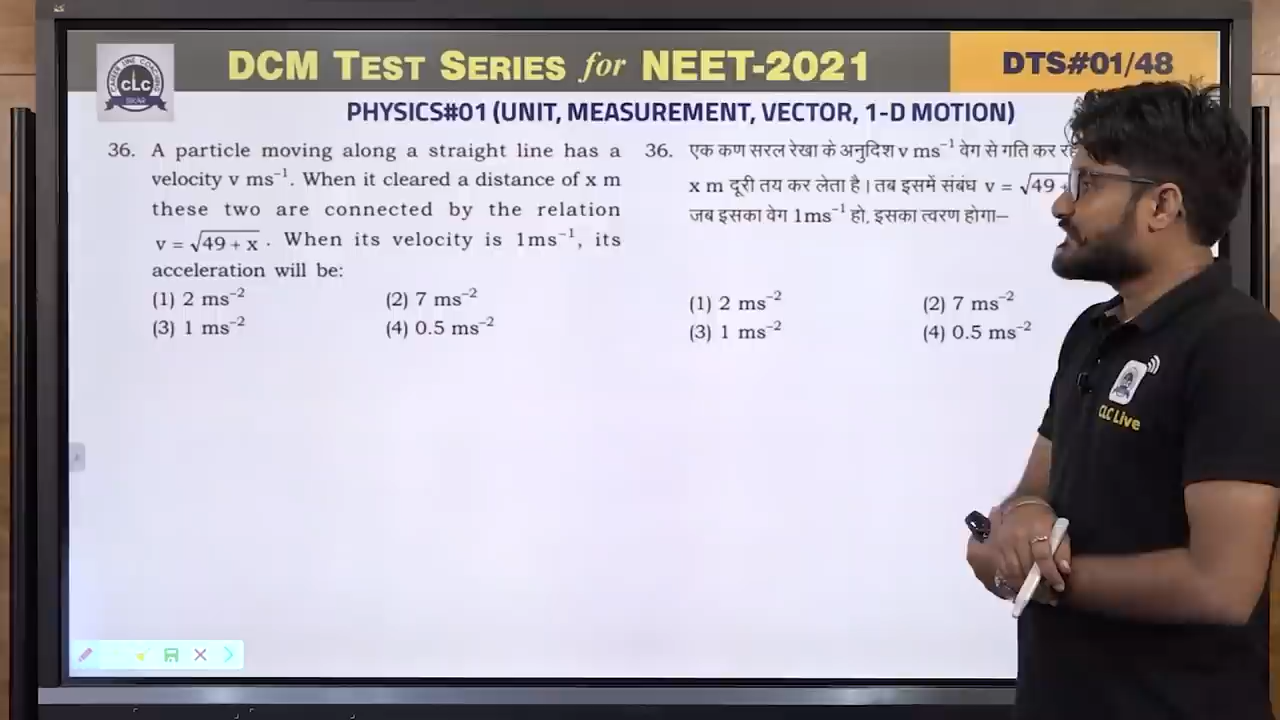 DCM TEST SERIES for NEET-2021
DTS#01/48
CLC
SIKAR
PHYSICS#01 (UNIT, MEASUREMENT, VECTOR, 1-D MOTION)
36. A particle moving along a straight line has a
velocity v ms⁻¹. When it cleared a distance of x m
these two are connected by the relation
v = √(49 + x) . When its velocity is 1ms⁻¹, its
acceleration will be:
(1) 2 ms⁻² (2) 7 ms⁻²
(3) 1 ms⁻² (4) 0.5 ms⁻²
36. एक कण सरल रेखा के अनुदिश v ms⁻¹ वेग से गति कर
x m दूरी तय कर लेता है। तब इसमें संबंध v = √49 +
जब इसका वेग 1ms⁻¹ हो, इसका त्वरण होगा–
(1) 2 ms⁻² (2) 7 ms⁻²
(3) 1 ms⁻² (4) 0.5 ms⁻²
CLC Live